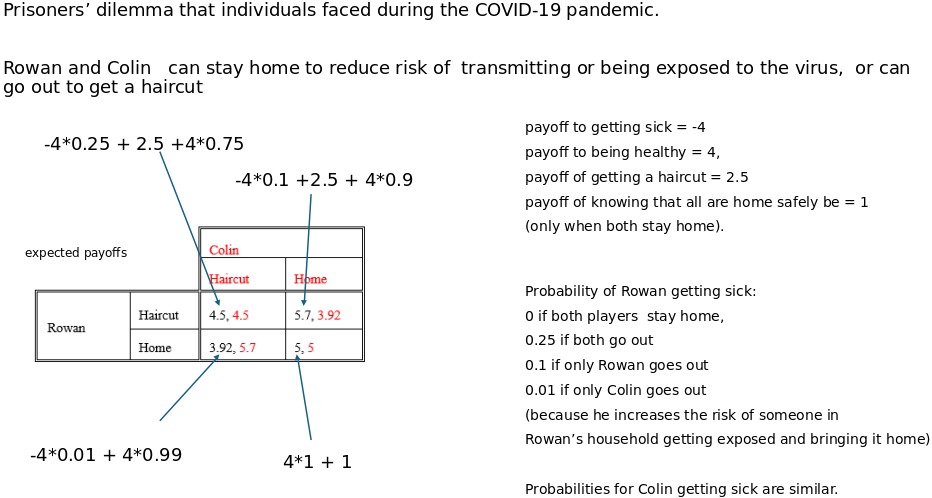 Prisoners’ dilemma that individuals faced during the COVID-19 pandemic.
Rowan and Colin can stay home to reduce risk of transmitting or being exposed to the virus, or can
go out to get a haircut
-4*0.25 + 2.5 +4*0.75
-4*0.1 +2.5 + 4*0.9
expected payoffs
Colin
Haircut Home
Rowan Haircut 4.5, 4.5 5.7, 3.92
Home 3.92, 5.7 5, 5
-4*0.01 + 4*0.99
4*1 + 1
payoff to getting sick = -4
payoff to being healthy = 4,
payoff of getting a haircut = 2.5
payoff of knowing that all are home safely be = 1
(only when both stay home).
Probability of Rowan getting sick:
0 if both players stay home,
0.25 if both go out
0.1 if only Rowan goes out
0.01 if only Colin goes out
(because he increases the risk of someone in
Rowan’s household getting exposed and bringing it home)
Probabilities for Colin getting sick are similar.